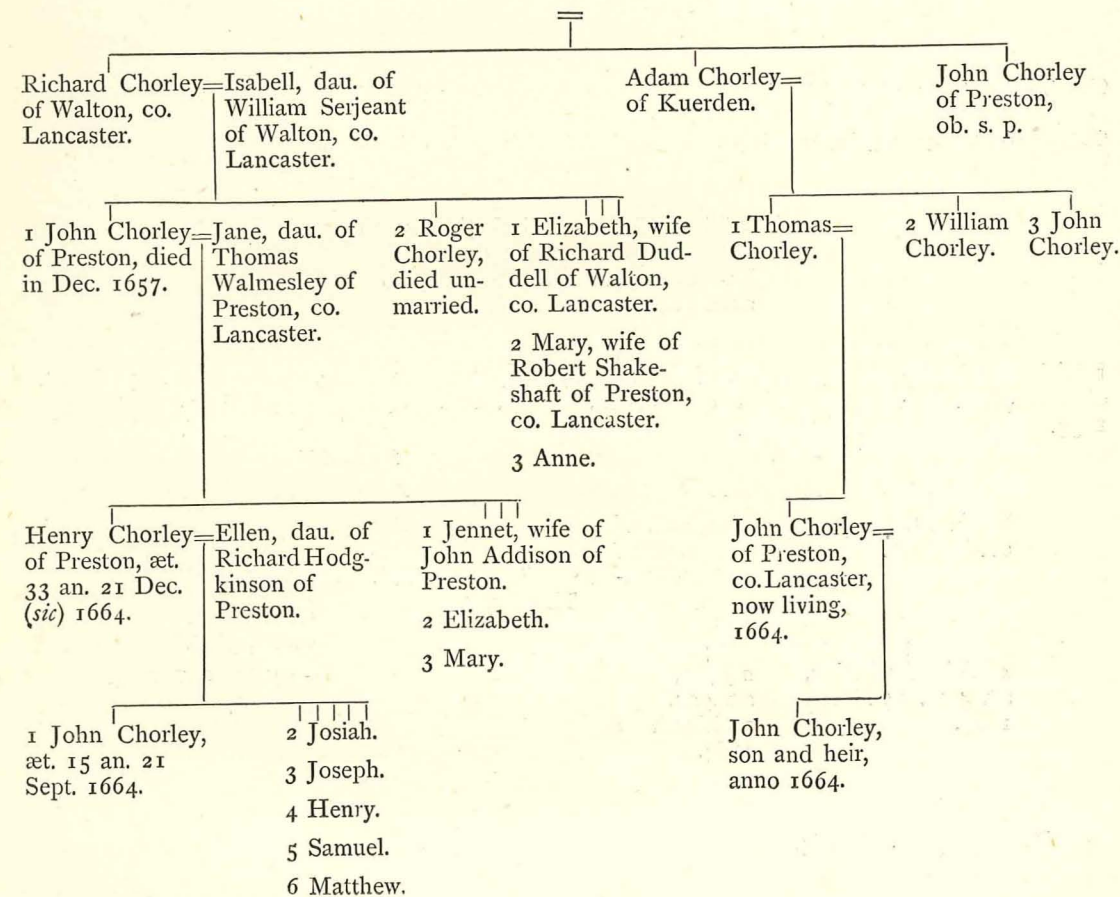 Richard Chorley=Isabell, dau. of
of Walton, co.
Lancaster.
William Serjeant
of Walton, co.
Lancaster.
Adam Chorley=
of Kuerden.
John Chorley
of Preston,
ob. s. p.
1 John Chorley=Jane, dau. of
of Preston, died
in Dec. 1657.
Thomas
Walmesley of
Preston, co.
Lancaster.
2 Roger
Chorley,
died un-
married.
1 Elizabeth, wife
of Richard Dud-
dell of Walton,
co. Lancaster.
2 Mary, wife of
Robert Shake-
shaft of Preston,
co. Lancaster.
3 Anne.
1 Thomas=
Chorley.
2 William
Chorley.
3 John
Chorley.
Henry Chorley=Ellen, dau. of
of Preston, æt.
33 an. 21 Dec.
(sic) 1664.
Richard Hodg-
kinson of
Preston.
1 Jennet, wife of
John Addison of
Preston.
2 Elizabeth.
3 Mary.
John Chorley=
of Preston,
co. Lancaster,
now living,
1664.
1 John Chorley,
æt. 15 an. 21
Sept. 1664.
2 Josiah.
3 Joseph.
4 Henry.
5 Samuel.
6 Matthew.
John Chorley,
son and heir,
anno 1664.